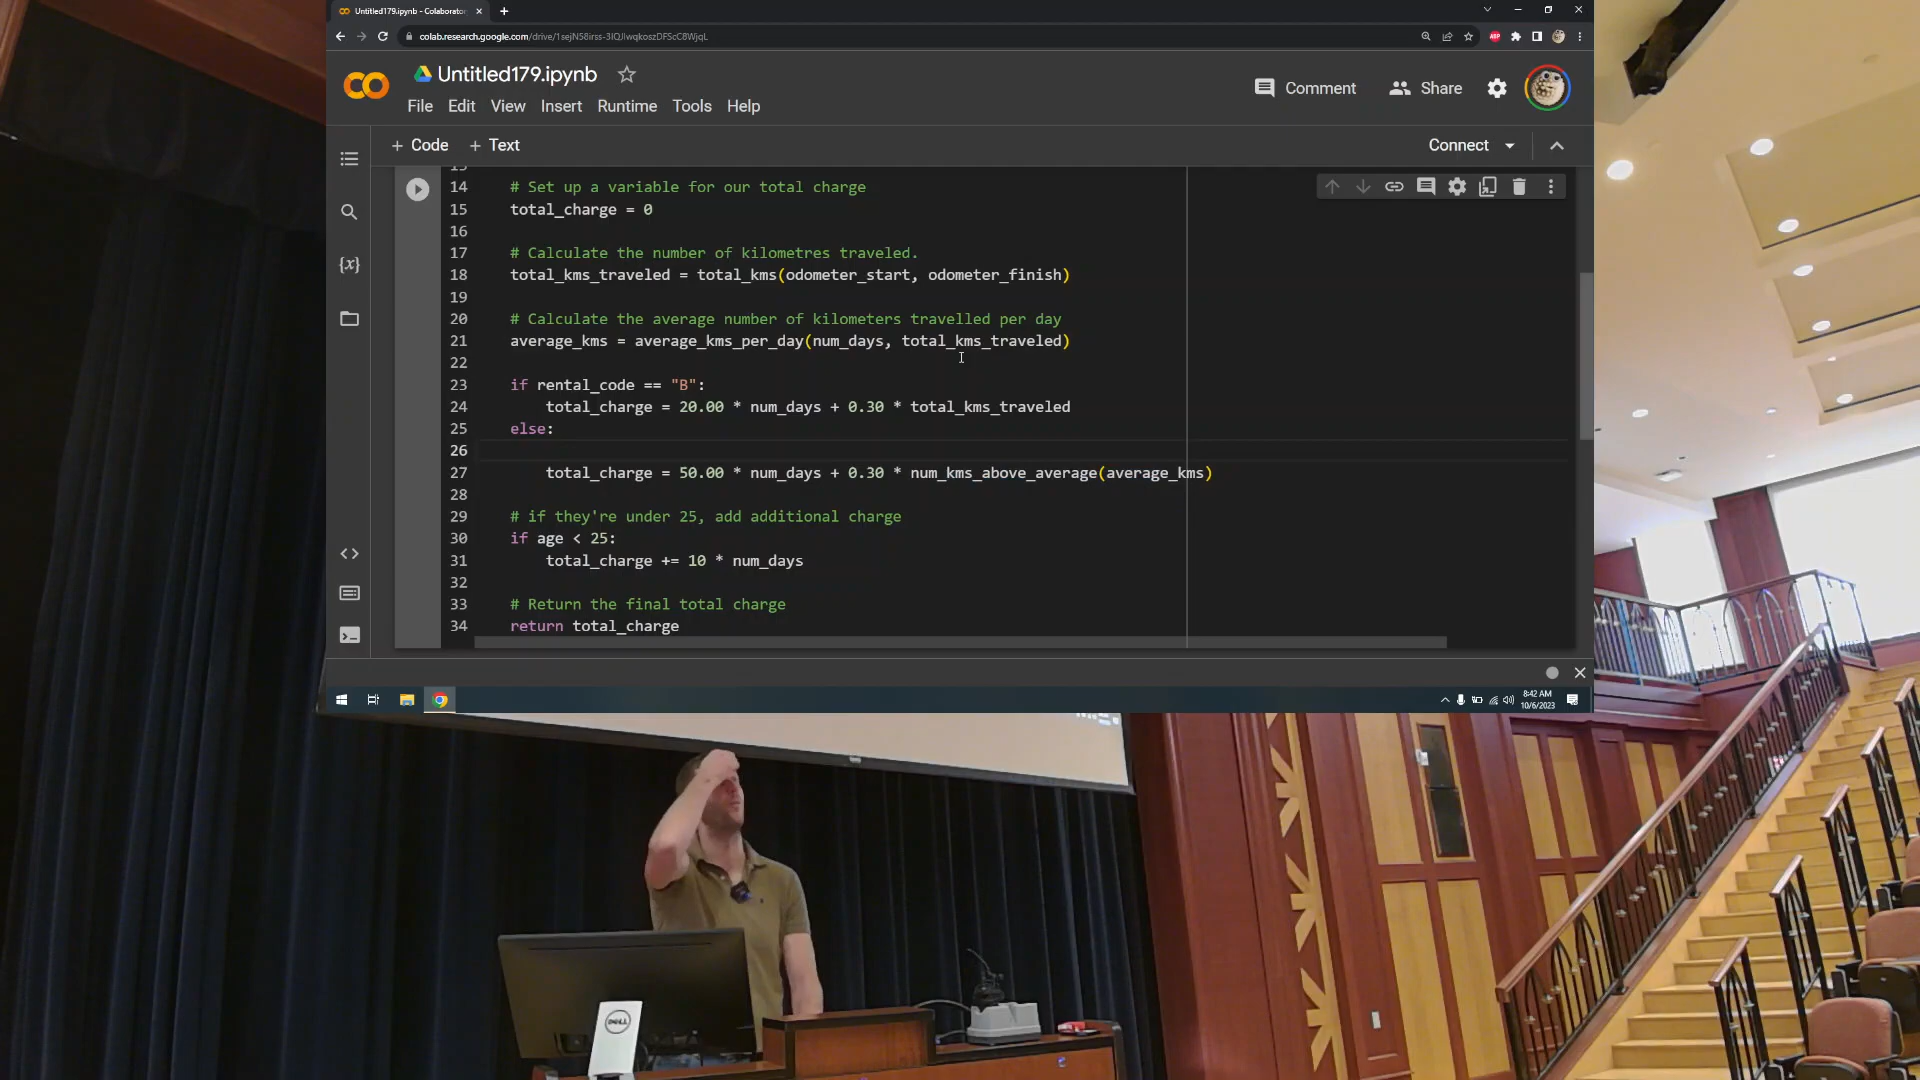 Untitled179.ipynb - Colaborator
colab.research.google.com/drive/1sejN58irss-3IQJIwqkoszDFScC8WjqL
ABP
Untitled179.ipynb
Comment
Share
File Edit View Insert Runtime Tools Help
+ Code + Text
Connect
14 # Set up a variable for our total charge
15 total_charge = 0
16
17 # Calculate the number of kilometres traveled.
18 total_kms_traveled = total_kms(odometer_start, odometer_finish)
19
20 # Calculate the average number of kilometers travelled per day
21 average_kms = average_kms_per_day(num_days, total_kms_traveled)
22
23 if rental_code == "B":
24 total_charge = 20.00 * num_days + 0.30 * total_kms_traveled
25 else:
26
27 total_charge = 50.00 * num_days + 0.30 * num_kms_above_average(average_kms)
28
29 # if they're under 25, add additional charge
30 if age < 25:
31 total_charge += 10 * num_days
32
33 # Return the final total charge
34 return total_charge
{x}
8:42 AM
10/6/2023
DELL